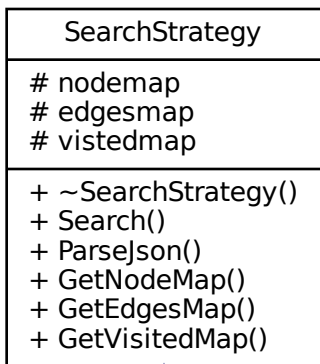 SearchStrategy
# nodemap
# edgesmap
# vistedmap
+ ~SearchStrategy()
+ Search()
+ ParseJson()
+ GetNodeMap()
+ GetEdgesMap()
+ GetVisitedMap()